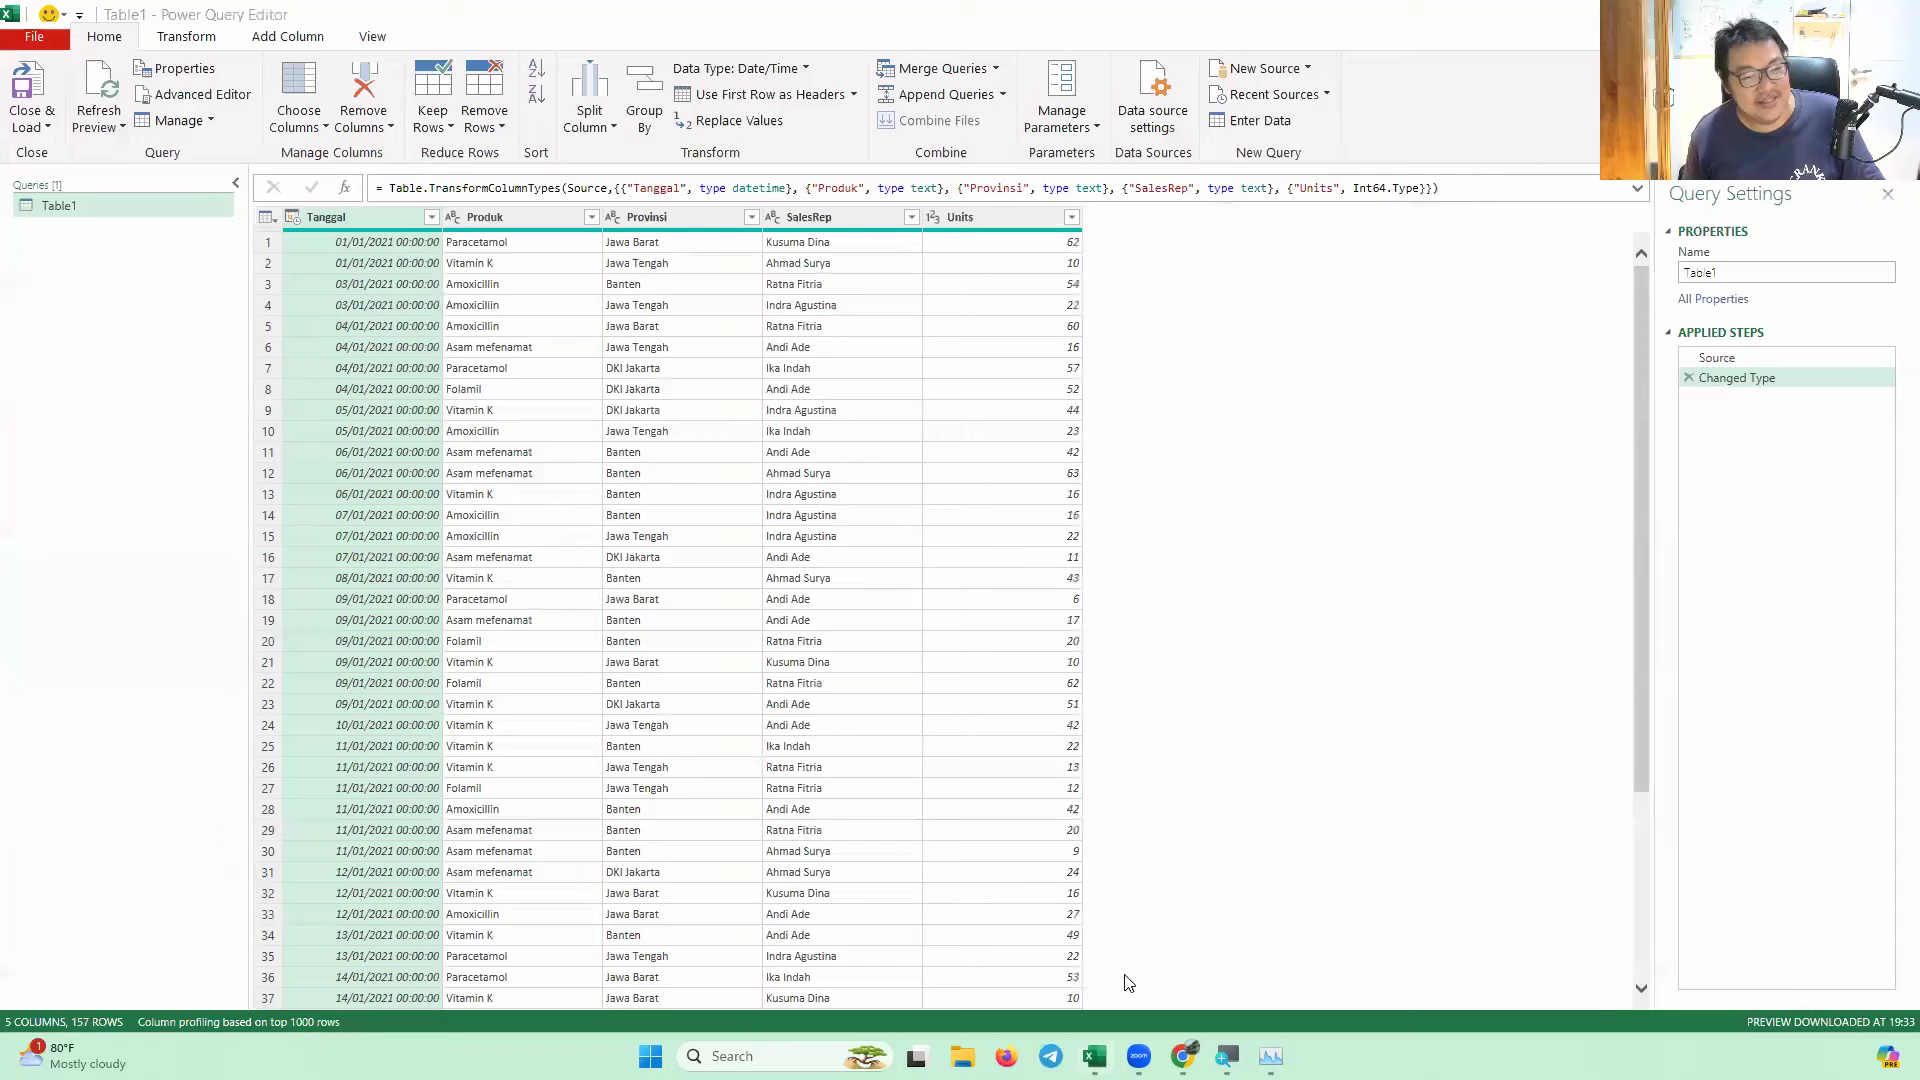 Table1 - Power Query Editor
File Home Transform Add Column View
Close & Load
Close
Refresh Preview
Properties
Advanced Editor
Manage
Query
Choose Columns
Remove Columns
Manage Columns
Keep Rows
Remove Rows
Reduce Rows
Sort
Split Column
Group By
Data Type: Date/Time
Use First Row as Headers
Replace Values
Transform
Merge Queries
Append Queries
Combine Files
Combine
Manage Parameters
Parameters
Data source settings
Data Sources
New Source
Recent Sources
Enter Data
New Query
Queries [1]
Table1
= Table.TransformColumnTypes(Source,{{"Tanggal", type datetime}, {"Produk", type text}, {"Provinsi", type text}, {"SalesRep", type text}, {"Units", Int64.Type}})
Tanggal Produk Provinsi SalesRep Units
1 01/01/2021 00:00:00 Paracetamol Jawa Barat Kusuma Dina 62
2 01/01/2021 00:00:00 Vitamin K Jawa Tengah Ahmad Surya 10
3 03/01/2021 00:00:00 Amoxicillin Banten Ratna Fitria 54
4 03/01/2021 00:00:00 Amoxicillin Jawa Tengah Indra Agustina 22
5 04/01/2021 00:00:00 Amoxicillin Jawa Barat Ratna Fitria 60
6 04/01/2021 00:00:00 Asam mefenamat Jawa Tengah Andi Ade 16
7 04/01/2021 00:00:00 Paracetamol DKI Jakarta Ika Indah 57
8 04/01/2021 00:00:00 Folamil DKI Jakarta Andi Ade 52
9 05/01/2021 00:00:00 Vitamin K DKI Jakarta Indra Agustina 44
10 05/01/2021 00:00:00 Amoxicillin Jawa Tengah Ika Indah 23
11 06/01/2021 00:00:00 Asam mefenamat Banten Andi Ade 42
12 06/01/2021 00:00:00 Asam mefenamat Banten Ahmad Surya 63
13 06/01/2021 00:00:00 Vitamin K Banten Indra Agustina 16
14 07/01/2021 00:00:00 Amoxicillin Banten Indra Agustina 16
15 07/01/2021 00:00:00 Amoxicillin Jawa Tengah Indra Agustina 22
16 07/01/2021 00:00:00 Asam mefenamat DKI Jakarta Andi Ade 11
17 08/01/2021 00:00:00 Vitamin K Banten Ahmad Surya 43
18 09/01/2021 00:00:00 Paracetamol Jawa Barat Andi Ade 6
19 09/01/2021 00:00:00 Asam mefenamat Banten Andi Ade 17
20 09/01/2021 00:00:00 Folamil Banten Ratna Fitria 20
21 09/01/2021 00:00:00 Vitamin K Jawa Barat Kusuma Dina 10
22 09/01/2021 00:00:00 Folamil Banten Ratna Fitria 62
23 09/01/2021 00:00:00 Vitamin K DKI Jakarta Andi Ade 51
24 10/01/2021 00:00:00 Vitamin K Jawa Tengah Andi Ade 42
25 11/01/2021 00:00:00 Vitamin K Banten Ika Indah 22
26 11/01/2021 00:00:00 Vitamin K Jawa Tengah Ratna Fitria 13
27 11/01/2021 00:00:00 Folamil Jawa Tengah Ratna Fitria 12
28 11/01/2021 00:00:00 Amoxicillin Banten Andi Ade 42
29 11/01/2021 00:00:00 Asam mefenamat Banten Ratna Fitria 20
30 11/01/2021 00:00:00 Asam mefenamat Banten Ahmad Surya 9
31 12/01/2021 00:00:00 Asam mefenamat DKI Jakarta Ahmad Surya 24
32 12/01/2021 00:00:00 Vitamin K Jawa Barat Kusuma Dina 16
33 12/01/2021 00:00:00 Amoxicillin Jawa Barat Andi Ade 27
34 13/01/2021 00:00:00 Vitamin K Banten Andi Ade 49
35 13/01/2021 00:00:00 Paracetamol Jawa Tengah Indra Agustina 22
36 14/01/2021 00:00:00 Paracetamol Jawa Barat Ika Indah 53
37 14/01/2021 00:00:00 Vitamin K Jawa Barat Kusuma Dina 10
Query Settings
PROPERTIES
Name
Table1
All Properties
APPLIED STEPS
Source
Changed Type
5 COLUMNS, 157 ROWS Column profiling based on top 1000 rows
PREVIEW DOWNLOADED AT 19:33
1
80°F
Mostly cloudy
Search
zoom
PRE